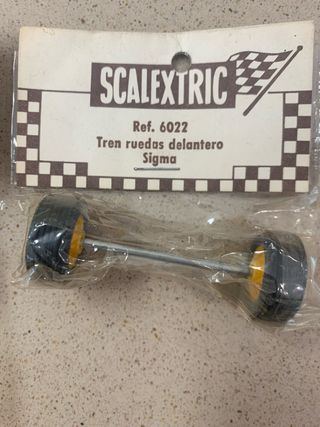 SCALEXTRIC
Ref. 6022
Tren ruedas delantero
Sigma